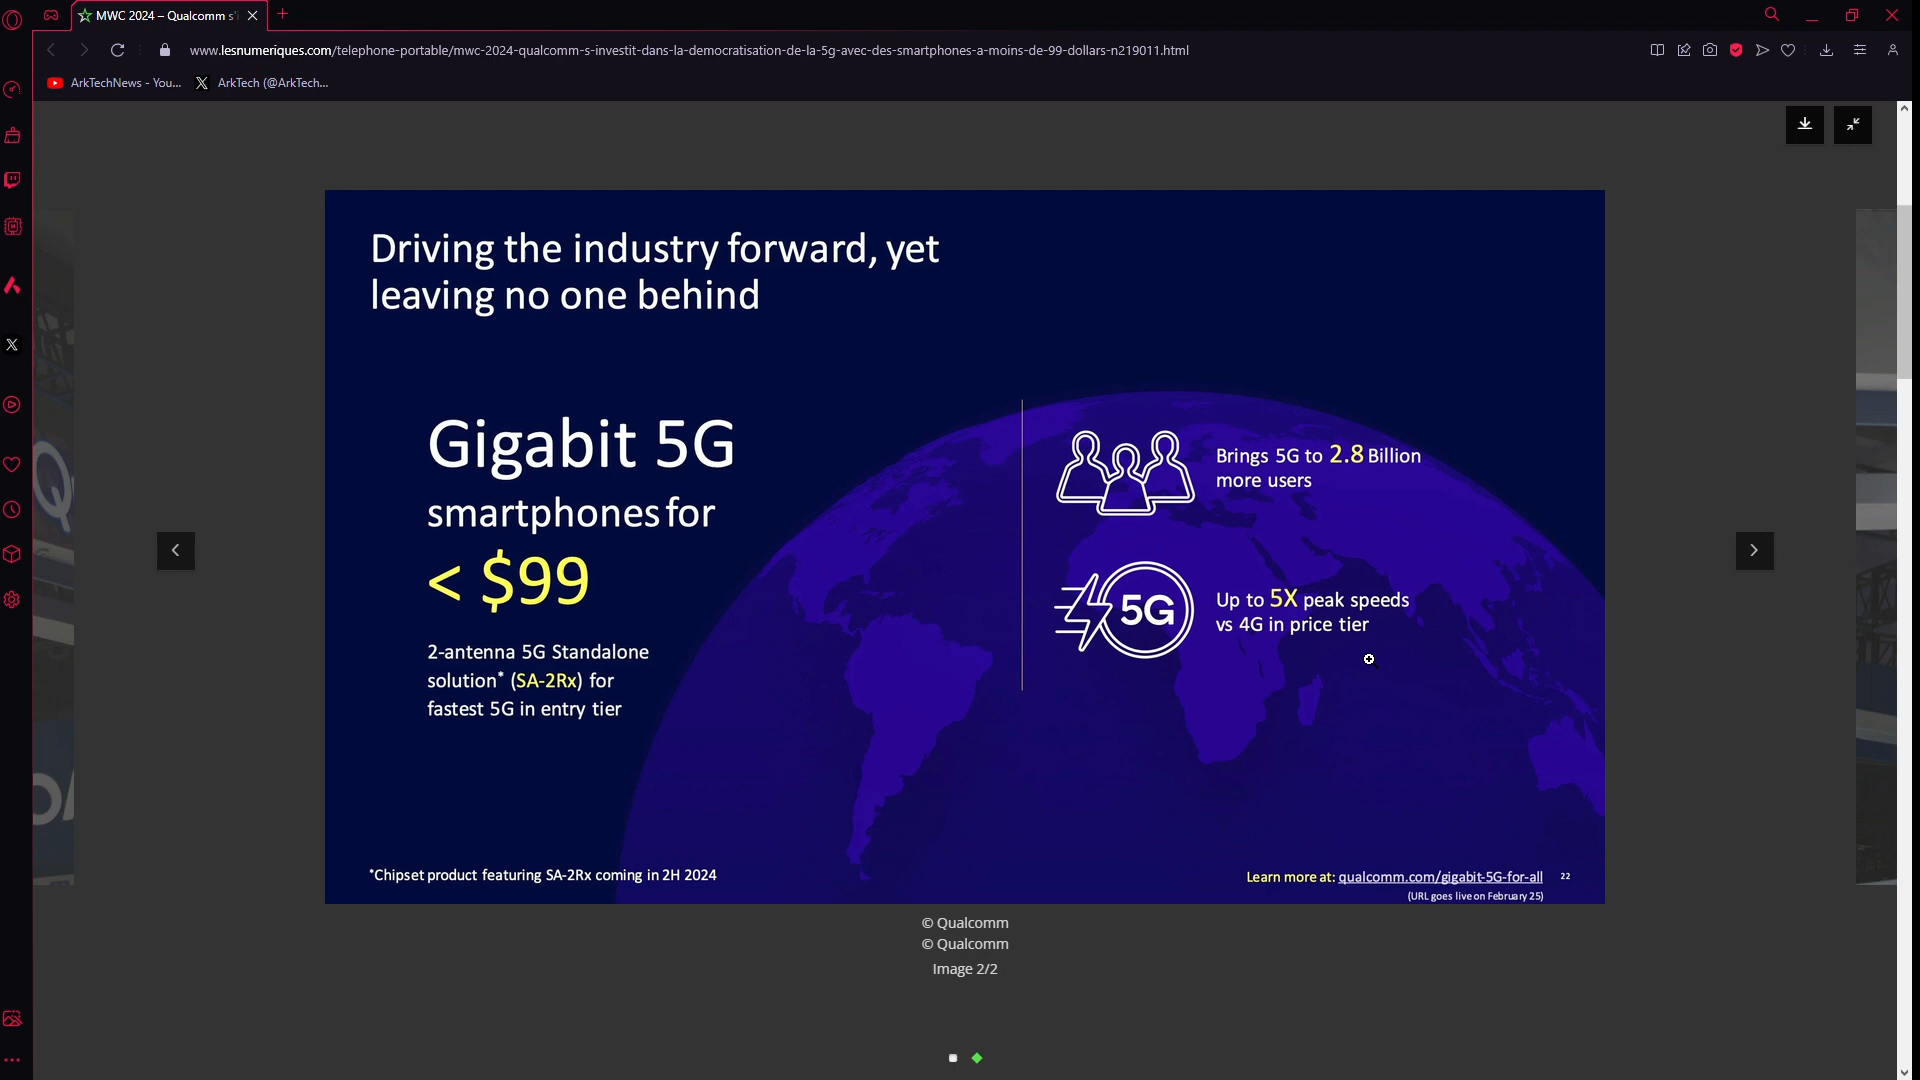 MWC 2024 – Qualcomm s'
www.lesnumeriques.com/telephone-portable/mwc-2024-qualcomm-s-investit-dans-la-democratisation-de-la-5g-avec-des-smartphones-a-moins-de-99-dollars-n219011.html
ArkTechNews - You...
ArkTech (@ArkTech...
Driving the industry forward, yet
leaving no one behind
Gigabit 5G
smartphones for
< $99
2-antenna 5G Standalone
solution* (SA-2Rx) for
fastest 5G in entry tier
Brings 5G to 2.8 Billion
more users
5G
Up to 5X peak speeds
vs 4G in price tier
*Chipset product featuring SA-2Rx coming in 2H 2024
Learn more at: qualcomm.com/gigabit-5G-for-all
22
(URL goes live on February 25)
© Qualcomm
© Qualcomm
Image 2/2